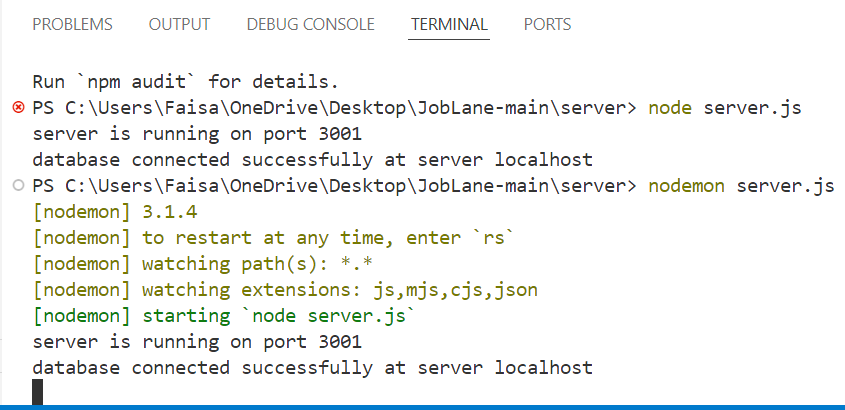 PROBLEMS OUTPUT DEBUG CONSOLE TERMINAL PORTS
Run `npm audit` for details.
PS C:\Users\Faisa\OneDrive\Desktop\JobLane-main\server> node server.js
server is running on port 3001
database connected successfully at server localhost
PS C:\Users\Faisa\OneDrive\Desktop\JobLane-main\server> nodemon server.js
[nodemon] 3.1.4
[nodemon] to restart at any time, enter `rs`
[nodemon] watching path(s): *.*
[nodemon] watching extensions: js,mjs,cjs,json
[nodemon] starting `node server.js`
server is running on port 3001
database connected successfully at server localhost